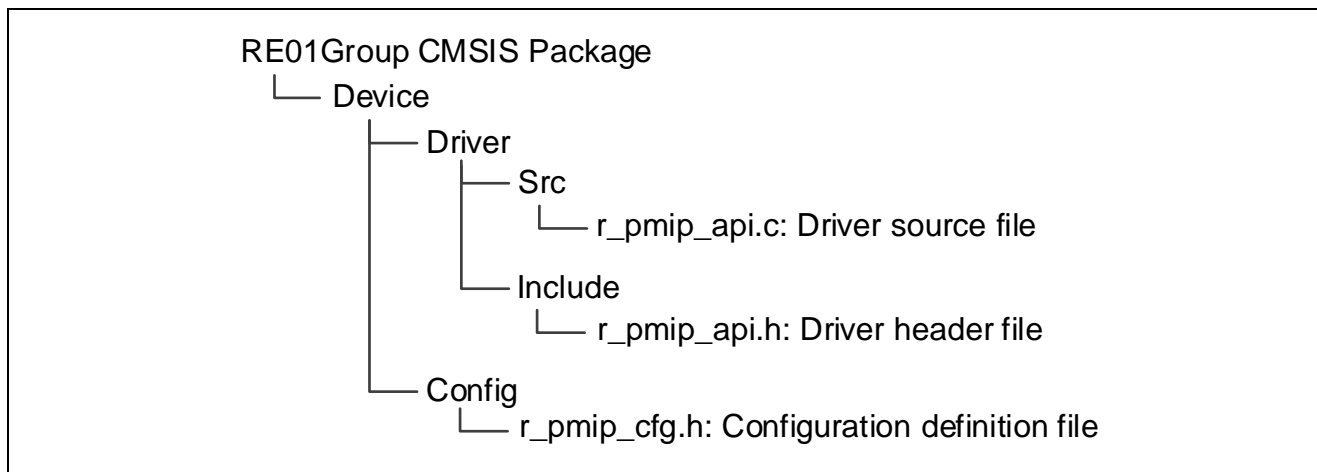 RE01Group CMSIS Package
Device
Driver
Src
r_pmip_api.c: Driver source file
Include
r_pmip_api.h: Driver header file
Config
r_pmip_cfg.h: Configuration definition file